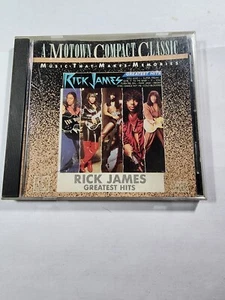 A MOTOWN COMPACT CLASSIC
MUSIC·THAT·MAKES·MEMORIES
RICK JAMES
GREATEST HITS
RICK JAMES
GREATEST HITS